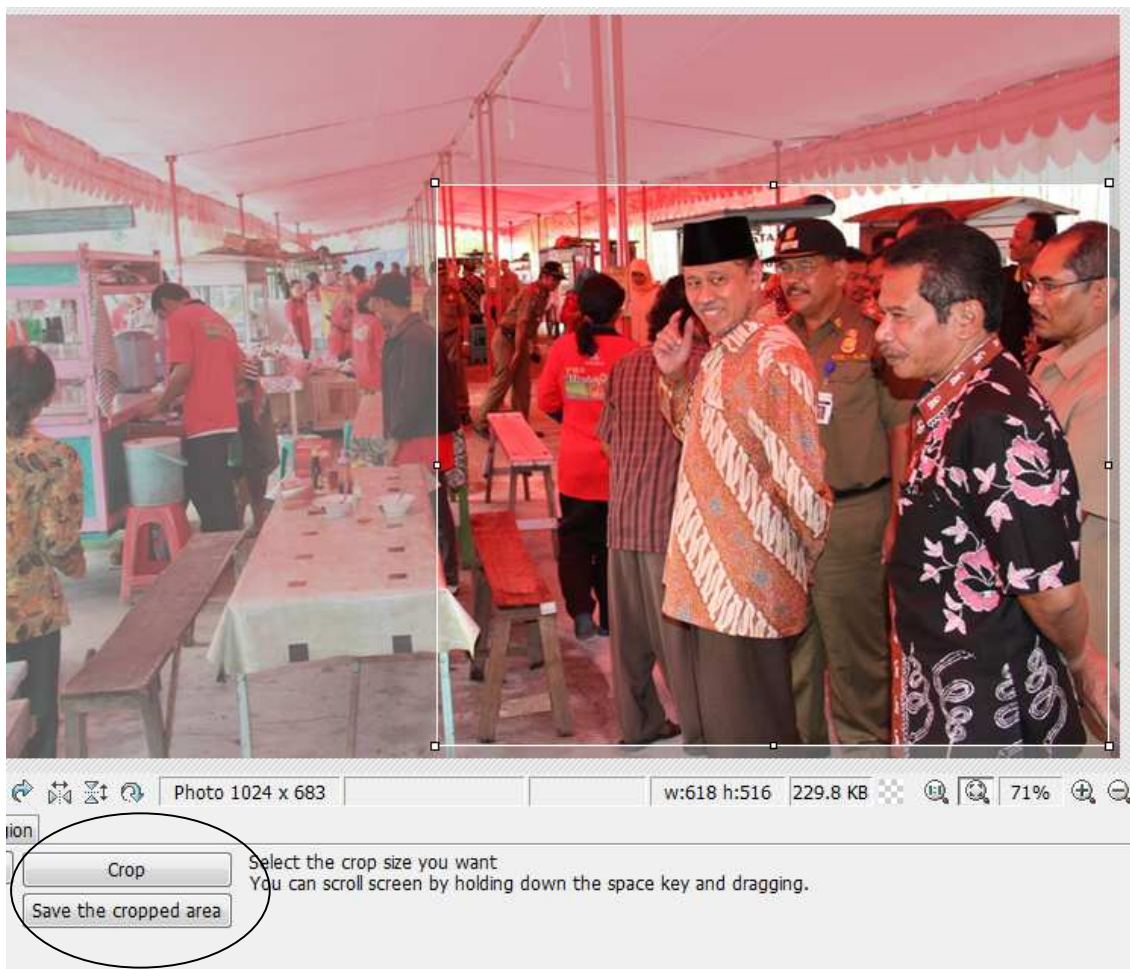 STA
Photo 1024 x 683
w:618 h:516
229.8 KB
71%
Crop
Select the crop size you want
You can scroll screen by holding down the space key and dragging.
Save the cropped area